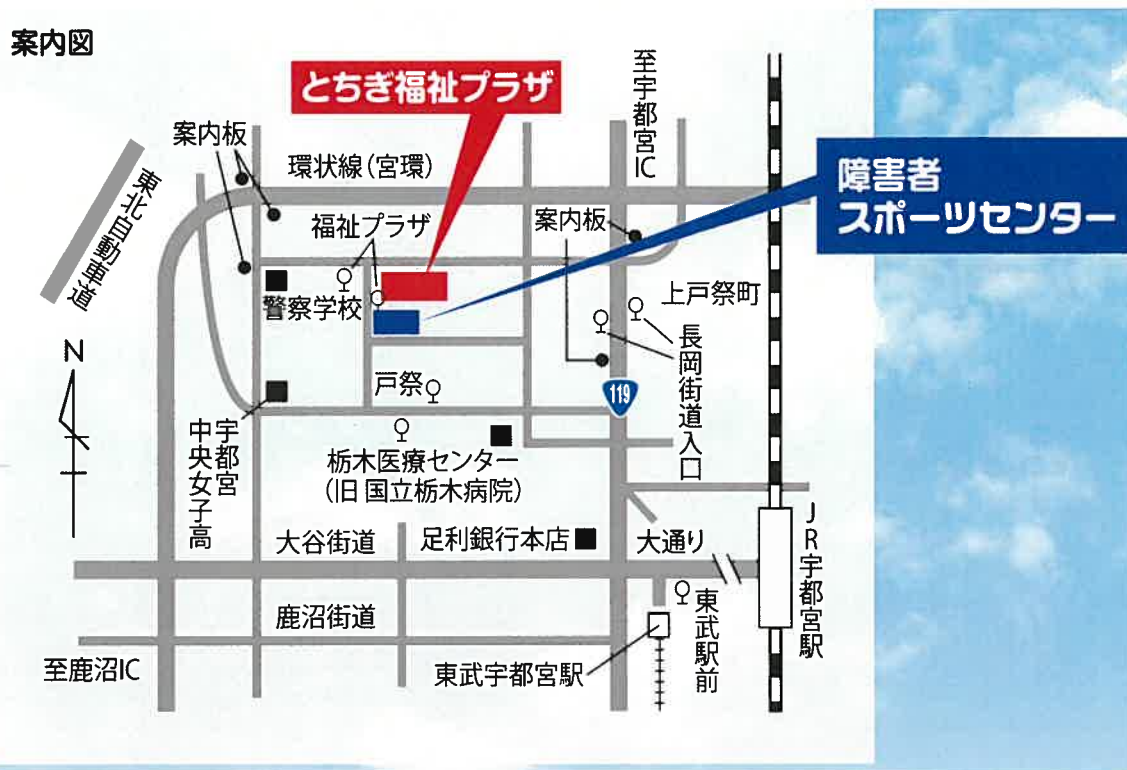 案内図
とちぎ福祉プラザ
至宇都宮IC
案内板
環状線(宮環)
障害者
スポーツセンター
東北自動車道
福祉プラザ
案内板
警察学校
上戸祭町
長岡街道入口
N
戸祭
119
宇都宮
中央女子高
栃木医療センター
(旧国立栃木病院)
大谷街道
足利銀行本店
大通り
JR宇都宮駅
鹿沼街道
東武駅前
至鹿沼IC
東武宇都宮駅